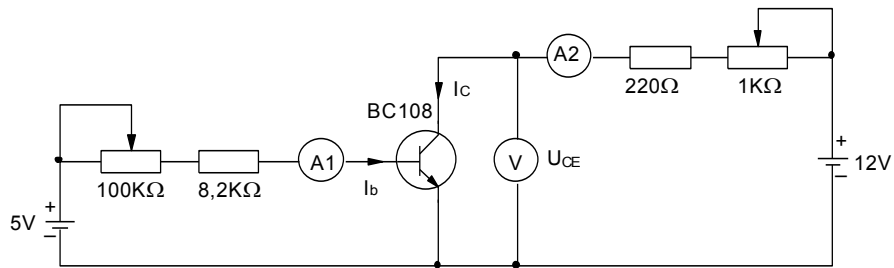 A2
220Ω
1KΩ
IC
BC108
A1
Ib
V
UCE
100KΩ
8,2KΩ
+
5V
−
+
12V
−